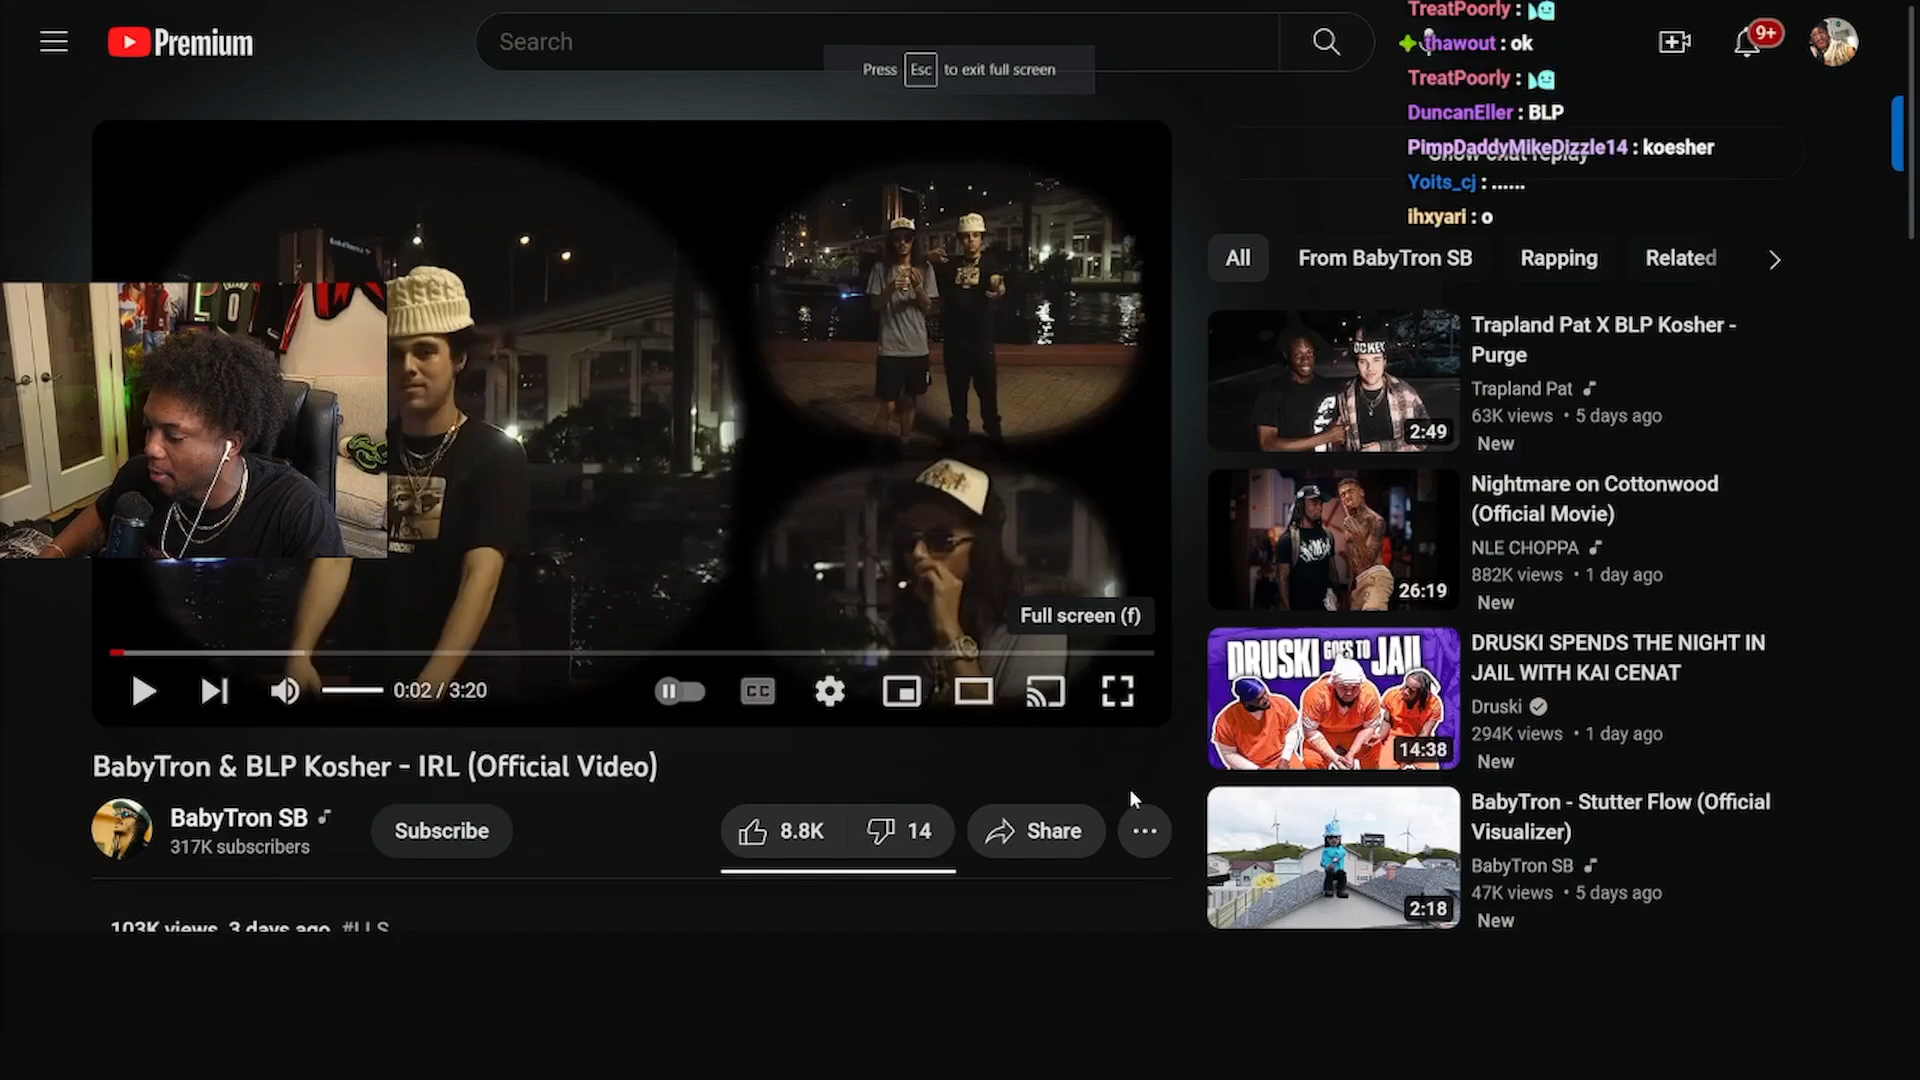 Premium
Search
Press Esc to exit full screen
9+
TreatPoorly :
thawout : ok
TreatPoorly :
DuncanEller : BLP
PimpDaddyMikeDizzle14 : koesher
Show chat replay
Yoits_cj : ......
ihxyari : o
All
From BabyTron SB
Rapping
Related
Full screen (f)
0:02 / 3:20
CC
BabyTron & BLP Kosher - IRL (Official Video)
BabyTron SB
317K subscribers
Subscribe
8.8K
14
Share
103K views 3 days ago #LLS
Trapland Pat X BLP Kosher -
Purge
Trapland Pat
63K views • 5 days ago
New
2:49
Nightmare on Cottonwood
(Official Movie)
NLE CHOPPA
882K views • 1 day ago
New
26:19
DRUSKI GOES TO JAIL
DRUSKI SPENDS THE NIGHT IN
JAIL WITH KAI CENAT
Druski
294K views • 1 day ago
New
14:38
BabyTron - Stutter Flow (Official
Visualizer)
BabyTron SB
47K views • 5 days ago
New
2:18